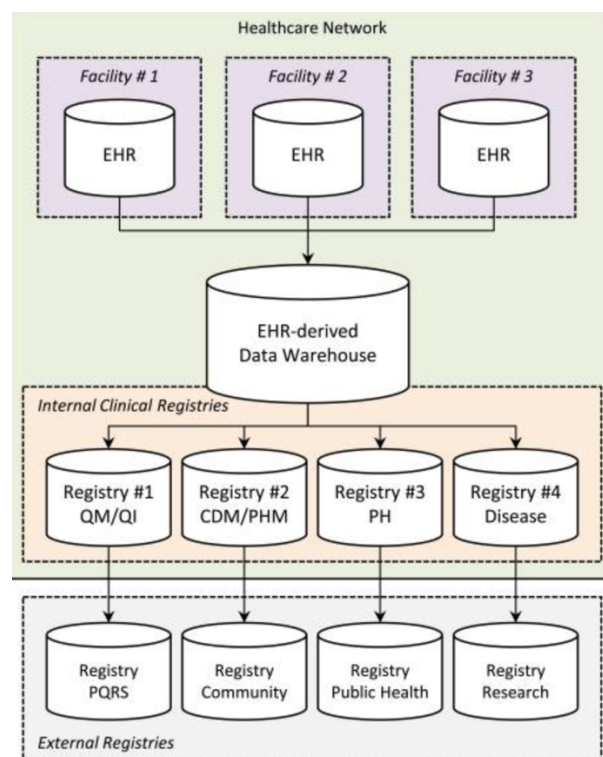 Healthcare Network
Facility # 1
Facility # 2
Facility # 3
EHR
EHR
EHR
EHR-derived
Data Warehouse
Internal Clinical Registries
Registry #1
QM/QI
Registry #2
CDM/PHM
Registry #3
PH
Registry #4
Disease
Registry
PQRS
Registry
Community
Registry
Public Health
Registry
Research
External Registries